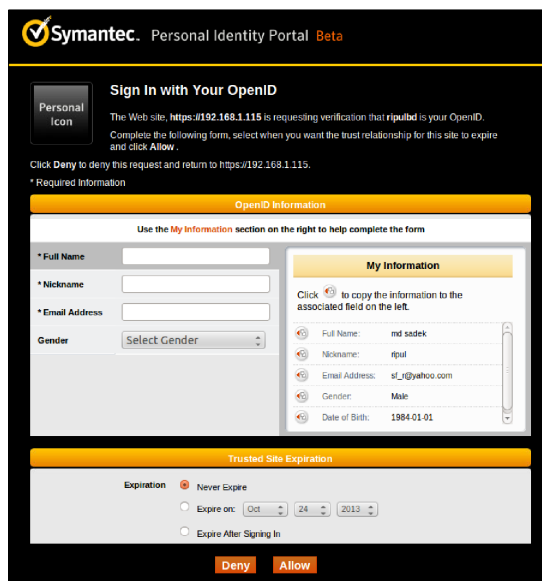 Symantec. Personal Identity Portal Beta
Personal Icon
Sign In with Your OpenID
The Web site, https://192.168.1.115 is requesting verification that ripulbd is your OpenID.
Complete the following form, select when you want the trust relationship for this site to expire
and click Allow .
Click Deny to deny this request and return to https://192.168.1.115.
* Required Information
OpenID Information
Use the My Information section on the right to help complete the form
* Full Name
* Nickname
* Email Address
Gender Select Gender
My Information
Click to copy the information to the
associated field on the left.
Full Name: md sadek
Nickname: ripul
Email Address: sf_r@yahoo.com
Gender: Male
Date of Birth: 1984-01-01
Trusted Site Expiration
Expiration Never Expire
Expire on: Oct 24 2013
Expire After Signing In
Deny Allow